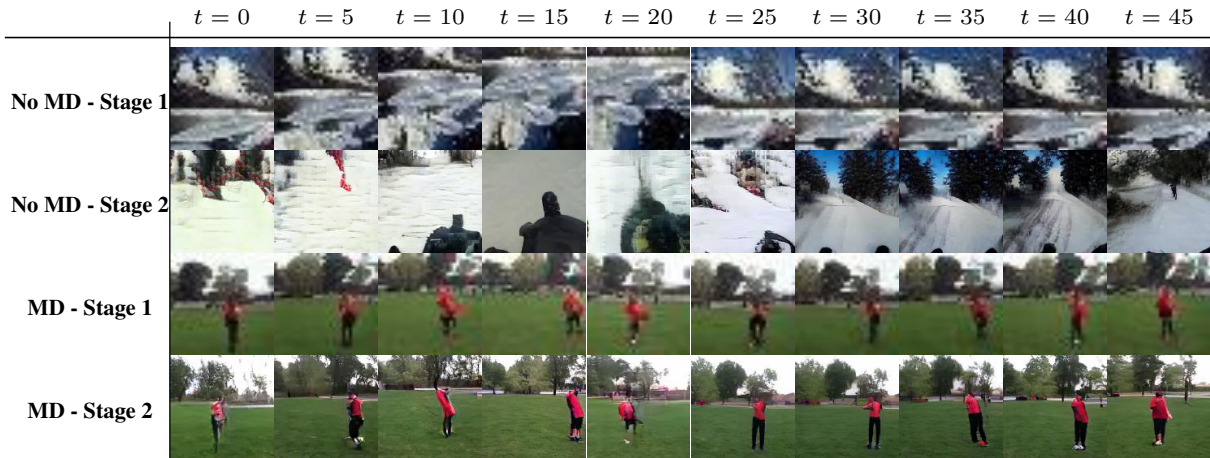 t = 0 t = 5 t = 10 t = 15 t = 20 t = 25 t = 30 t = 35 t = 40 t = 45
No MD - Stage 1
No MD - Stage 2
MD - Stage 1
MD - Stage 2